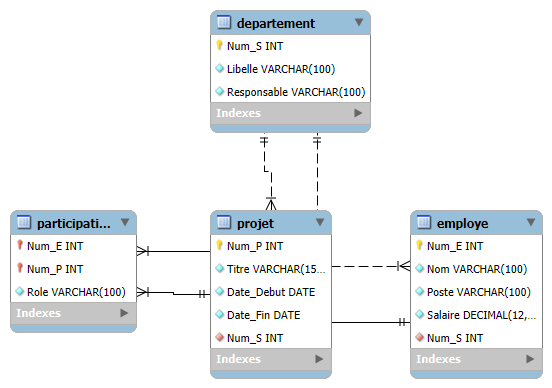 departement
Num_S INT
Libelle VARCHAR(100)
Responsable VARCHAR(100)
Indexes
participati...
Num_E INT
Num_P INT
Role VARCHAR(100)
Indexes
projet
Num_P INT
Titre VARCHAR(15...
Date_Debut DATE
Date_Fin DATE
Num_S INT
Indexes
employe
Num_E INT
Nom VARCHAR(100)
Poste VARCHAR(100)
Salaire DECIMAL(12,...
Num_S INT
Indexes